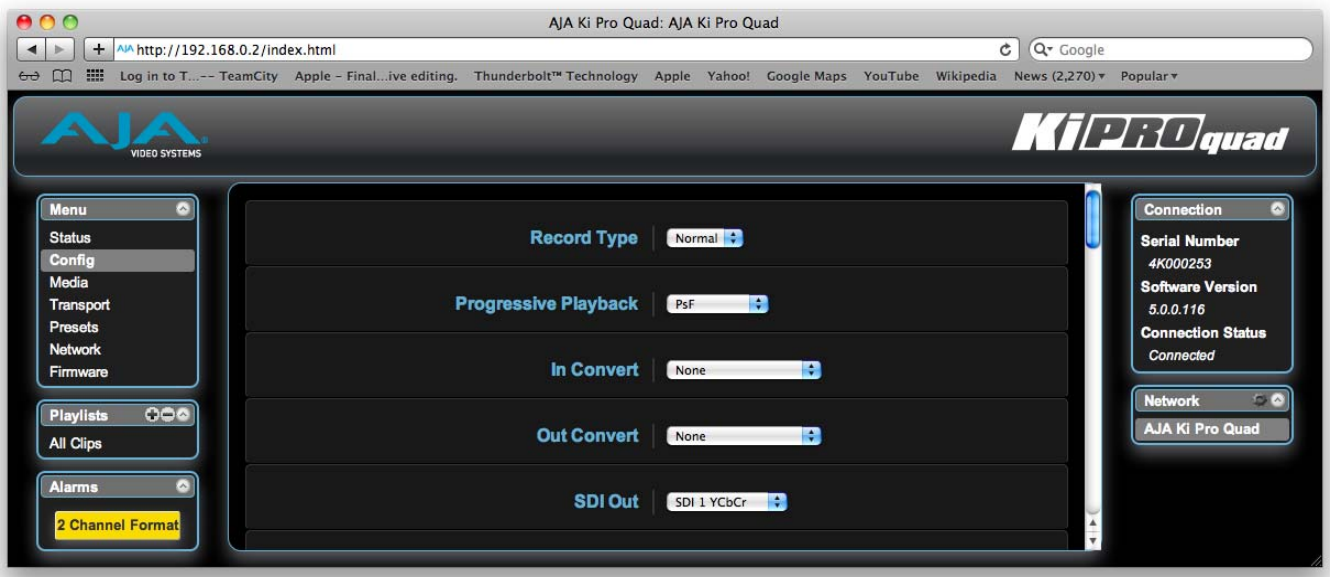 AJA Ki Pro Quad: AJA Ki Pro Quad
AJA http://192.168.0.2/index.html
Google
Log in to T...-- TeamCity Apple – Final...ive editing. Thunderbolt™ Technology Apple Yahoo! Google Maps YouTube Wikipedia News (2,270) Popular
AJA
VIDEO SYSTEMS
Ki PRO quad
Menu
Status
Config
Media
Transport
Presets
Network
Firmware
Playlists
All Clips
Alarms
2 Channel Format
Record Type Normal
Progressive Playback PsF
In Convert None
Out Convert None
SDI Out SDI 1 YCbCr
Connection
Serial Number
4K000253
Software Version
5.0.0.116
Connection Status
Connected
Network
AJA Ki Pro Quad